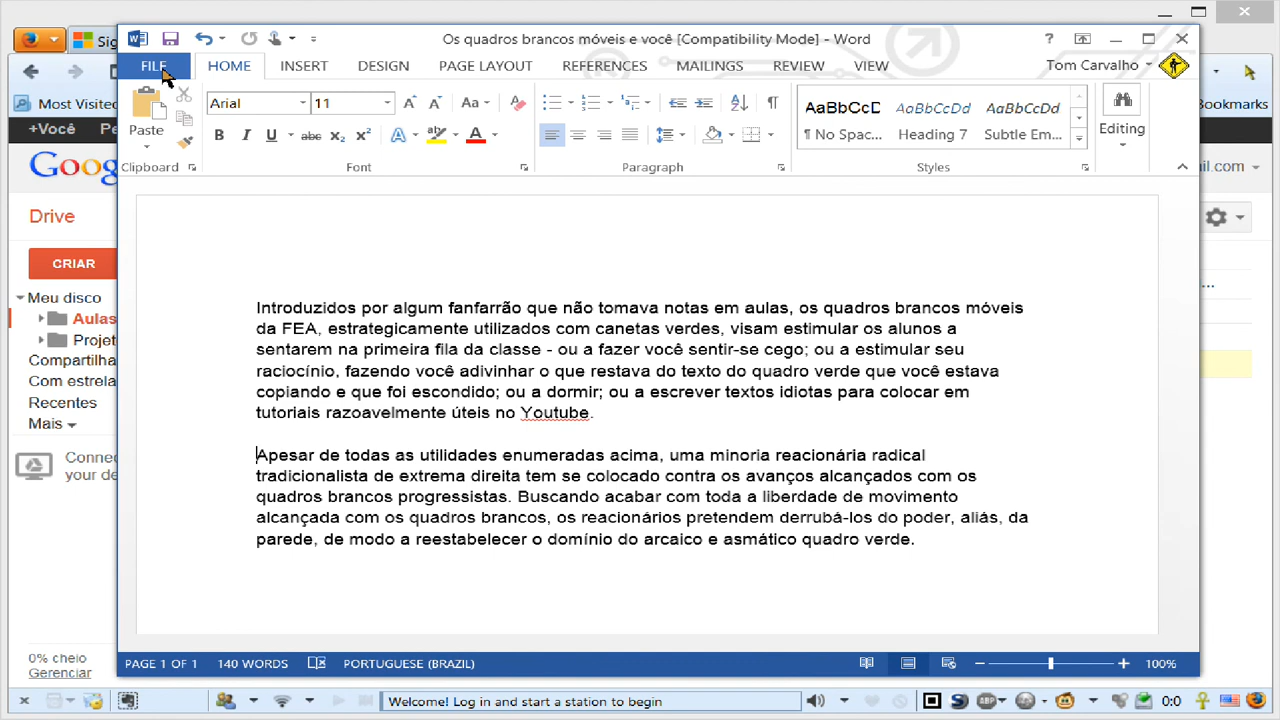 Sig
Os quadros brancos móveis e você [Compatibility Mode] - Word
FILE HOME INSERT DESIGN PAGE LAYOUT REFERENCES MAILINGS REVIEW VIEW
Tom Carvalho
Most Visited
Bookmarks
+Você
Arial 11
Aa
Paste
Clipboard
Font
Paragraph
AaBbCcD AaBbCcDd AaBbCcDd
¶ No Spac... Heading 7 Subtle Em...
Styles
Editing
il.com
Drive
CRIAR
Meu disco
Aulas
Projet
Compartilha
Com estrela
Recentes
Mais
Connec
your
0% cheio
Gerenciar
Introduzidos por algum fanfarrão que não tomava notas em aulas, os quadros brancos móveis
da FEA, estrategicamente utilizados com canetas verdes, visam estimular os alunos a
sentarem na primeira fila da classe - ou a fazer você sentir-se cego; ou a estimular seu
raciocínio, fazendo você adivinhar o que restava do texto do quadro verde que você estava
copiando e que foi escondido; ou a dormir; ou a escrever textos idiotas para colocar em
tutoriais razoavelmente úteis no Youtube.
Apesar de todas as utilidades enumeradas acima, uma minoria reacionária radical
tradicionalista de extrema direita tem se colocado contra os avanços alcançados com os
quadros brancos progressistas. Buscando acabar com toda a liberdade de movimento
alcançada com os quadros brancos, os reacionários pretendem derrubá-los do poder, aliás, da
parede, de modo a reestabelecer o domínio do arcaico e asmático quadro verde.
PAGE 1 OF 1 140 WORDS PORTUGUESE (BRAZIL) 100%
Welcome! Log in and start a station to begin
0:0